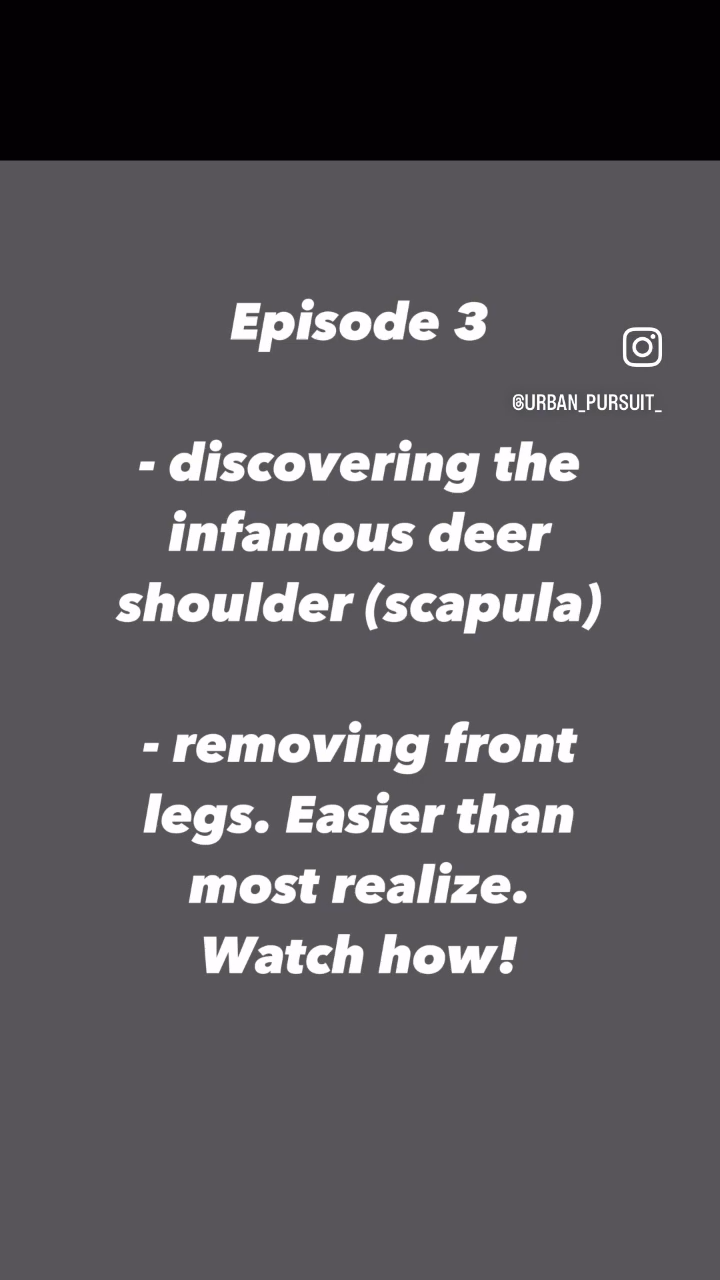 Episode 3
@URBAN_PURSUIT_
- discovering the
infamous deer
shoulder (scapula)
- removing front
legs. Easier than
most realize.
Watch how!